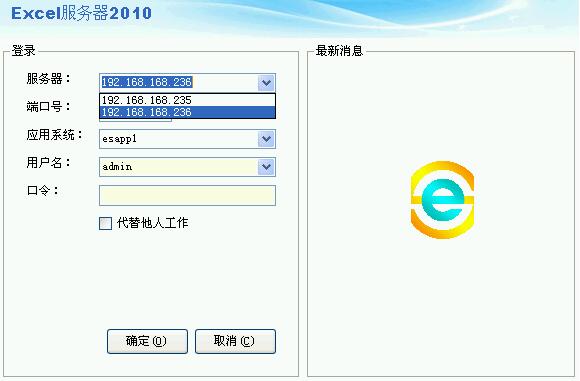 Excel服务器2010
登录
最新消息
服务器：
192.168.168.236
192.168.168.235
192.168.168.236
端口号：
应用系统：
esapp1
用户名：
admin
口令：
代替他人工作
确定(O)
取消(C)